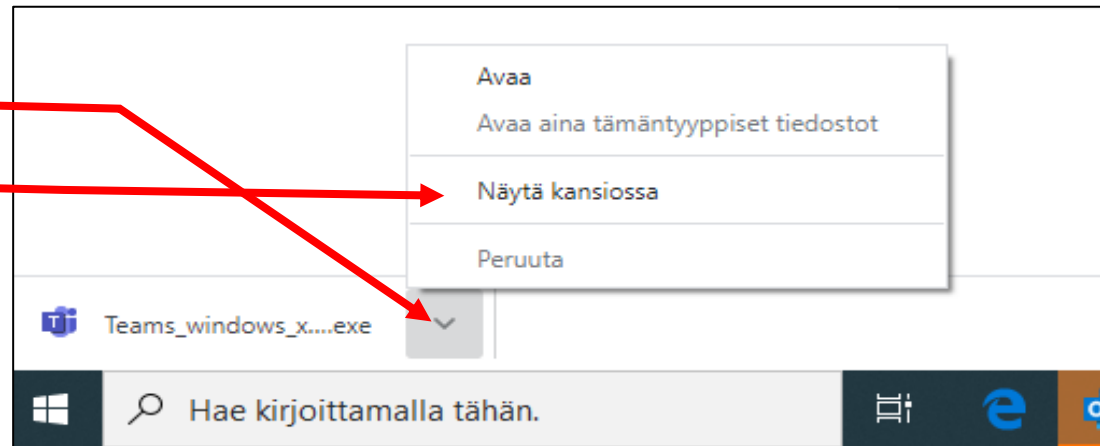 Avaa
Avaa aina tämäntyyppiset tiedostot
Näytä kansiossa
Peruuta
Teams_windows_x....exe
Hae kirjoittamalla tähän.